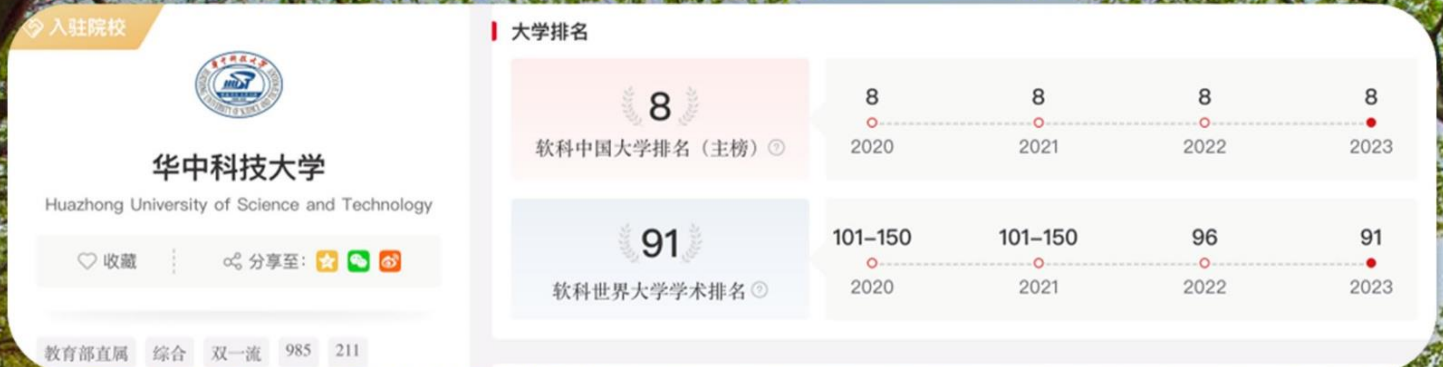 入驻院校
华中科技大学
Huazhong University of Science and Technology
收藏
分享至:
教育部直属 综合 双一流 985 211
大学排名
8
软科中国大学排名（主榜）
8 8 8 8
2020 2021 2022 2023
91
软科世界大学学术排名
101-150 101-150 96 91
2020 2021 2022 2023